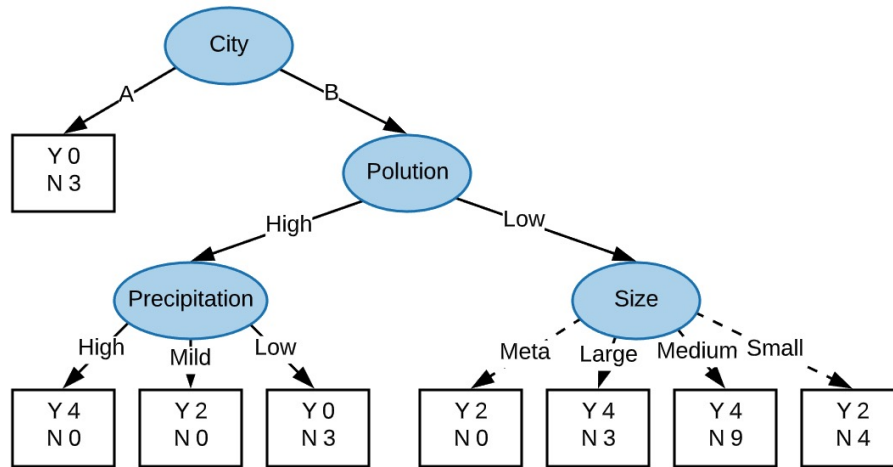 City
A
B
Y 0
N 3
Polution
High
Low
Precipitation
Size
High
Mild
Low
Meta
Large
Medium
Small
Y 4
N 0
Y 2
N 0
Y 0
N 3
Y 2
N 0
Y 4
N 3
Y 4
N 9
Y 2
N 4